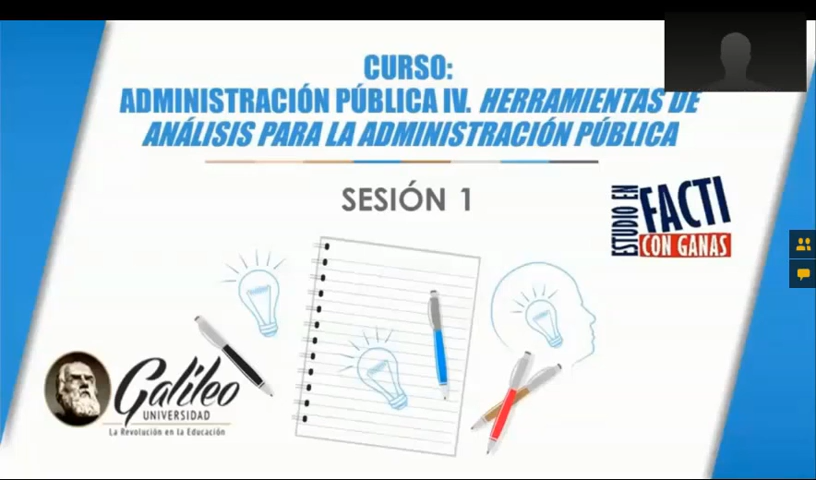 CURSO:
ADMINISTRACIÓN PÚBLICA IV. HERRAMIENTAS DE
ANÁLISIS PARA LA ADMINISTRACIÓN PÚBLICA
SESIÓN 1
ESTUDIO EN
FACTI
CON GANAS
Galileo
UNIVERSIDAD
La Revolución en la Educación